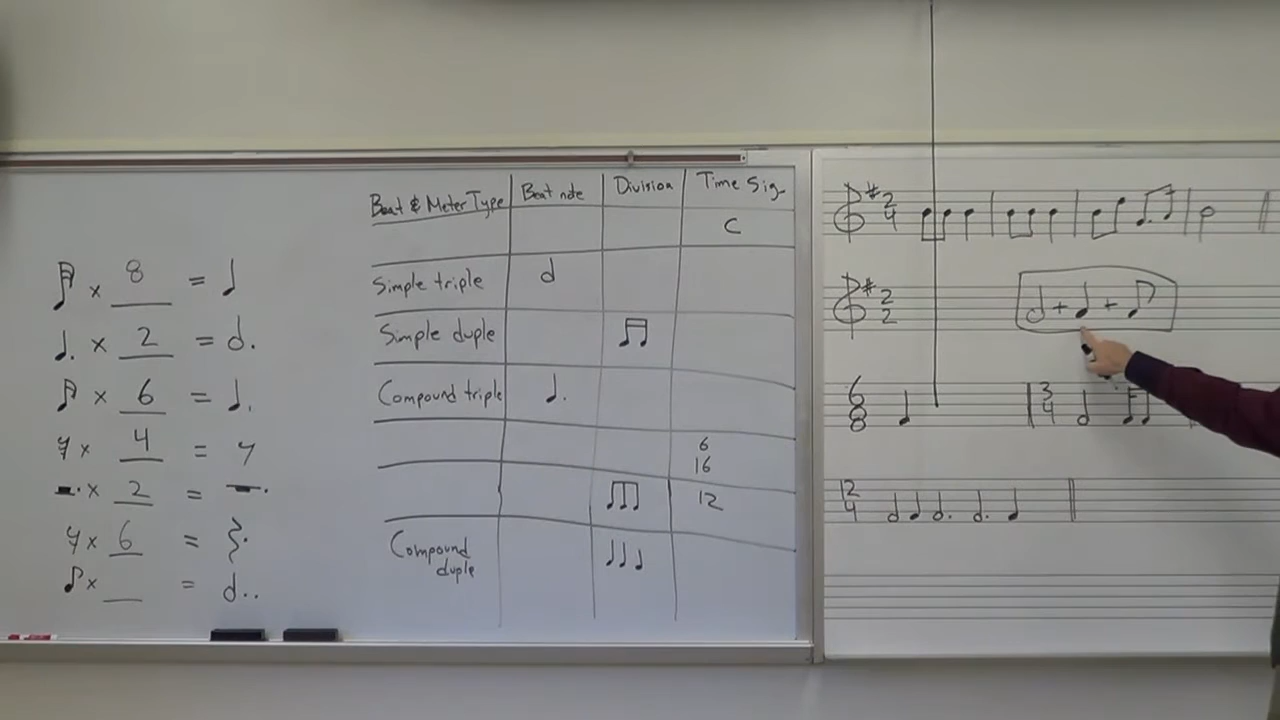 × 8 =
× 2 =
× 6 =
× 4 =
× 2 =
× 6 =
× __ =
Beat & Meter Type Beat note Division Time Sig.
C
Simple triple
Simple duple
Compound triple
6
16
12
Compound
duple
# 2
4
# 2
2
+ +
6
8
3
4
12
4